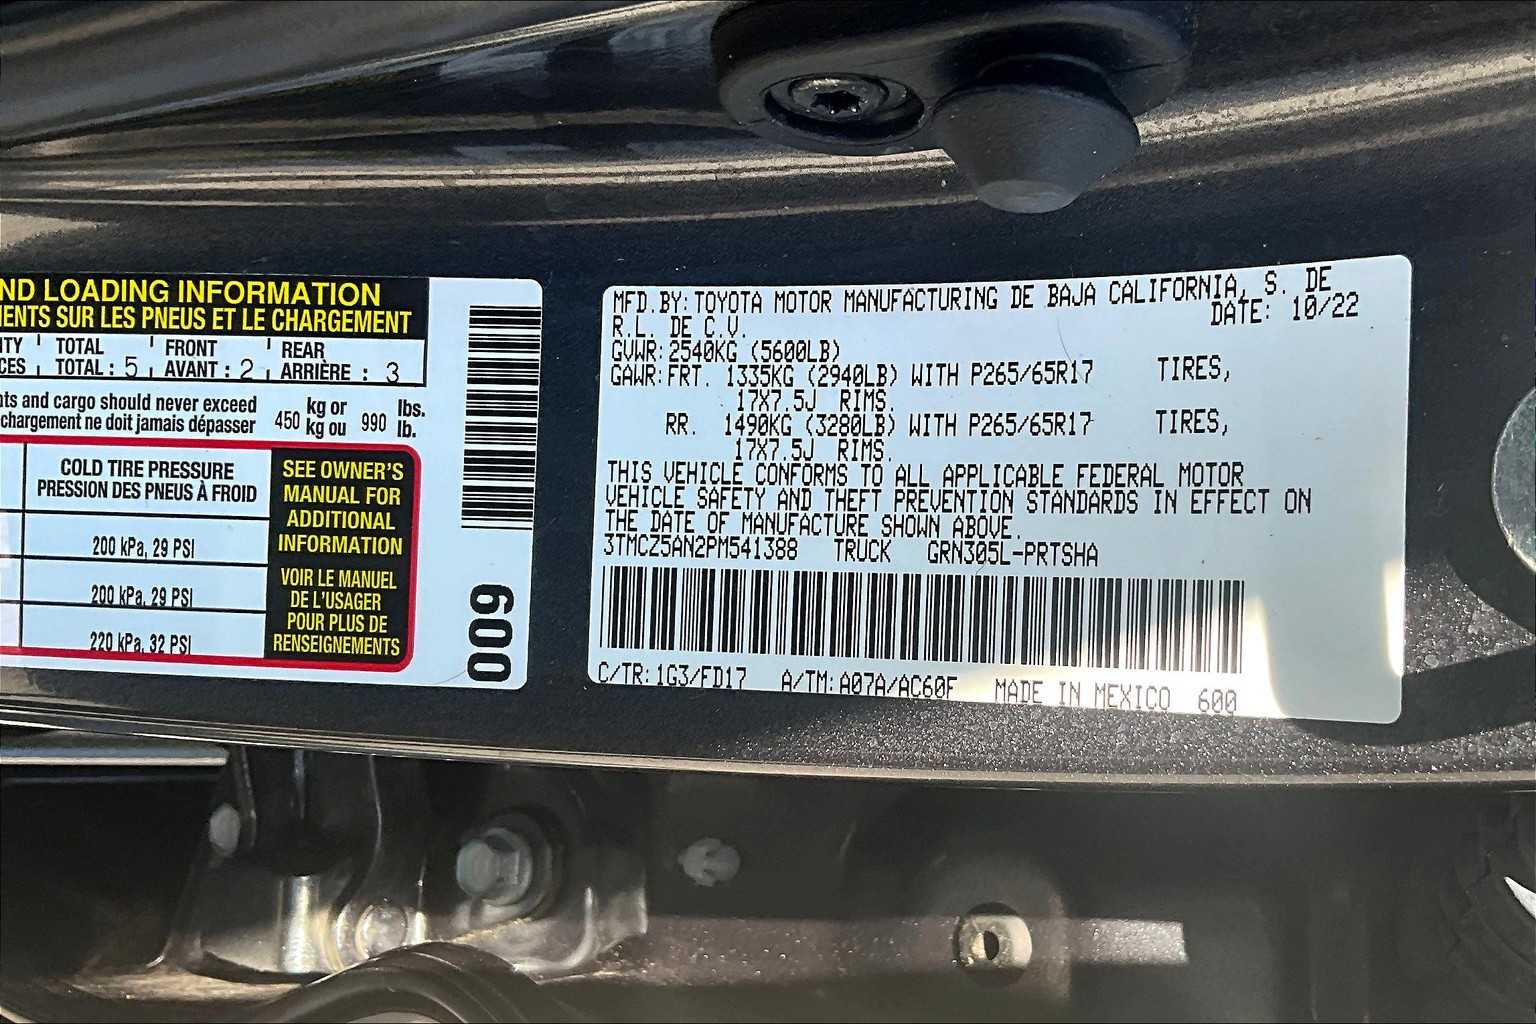 ND LOADING INFORMATION
ENTS SUR LES PNEUS ET LE CHARGEMENT
ITY TOTAL FRONT REAR
CES TOTAL : 5 AVANT : 2 ARRIÈRE : 3
nts and cargo should never exceed 450 kg or 990 lbs.
chargement ne doit jamais dépasser kg ou lb.
COLD TIRE PRESSURE
PRESSION DES PNEUS À FROID
200 kPa, 29 PSI
200 kPa, 29 PSI
220 kPa, 32 PSI
SEE OWNER'S
MANUAL FOR
ADDITIONAL
INFORMATION
VOIR LE MANUEL
DE L'USAGER
POUR PLUS DE
RENSEIGNEMENTS
600
MFD.BY: TOYOTA MOTOR MANUFACTURING DE BAJA CALIFORNIA, S. DE
R.L. DE C.V. DATE: 10/22
GVWR: 2540KG (5600LB)
GAWR: FRT. 1335KG (2940LB) WITH P265/65R17 TIRES,
17X7.5J RIMS.
RR. 1490KG (3280LB) WITH P265/65R17 TIRES,
17X7.5J RIMS.
THIS VEHICLE CONFORMS TO ALL APPLICABLE FEDERAL MOTOR
VEHICLE SAFETY AND THEFT PREVENTION STANDARDS IN EFFECT ON
THE DATE OF MANUFACTURE SHOWN ABOVE.
3TMCZ5AN2PM541388 TRUCK GRN305L-PRTSHA
C/TR: 1G3/FD17 A/TM: A07A/AC60F MADE IN MEXICO 600